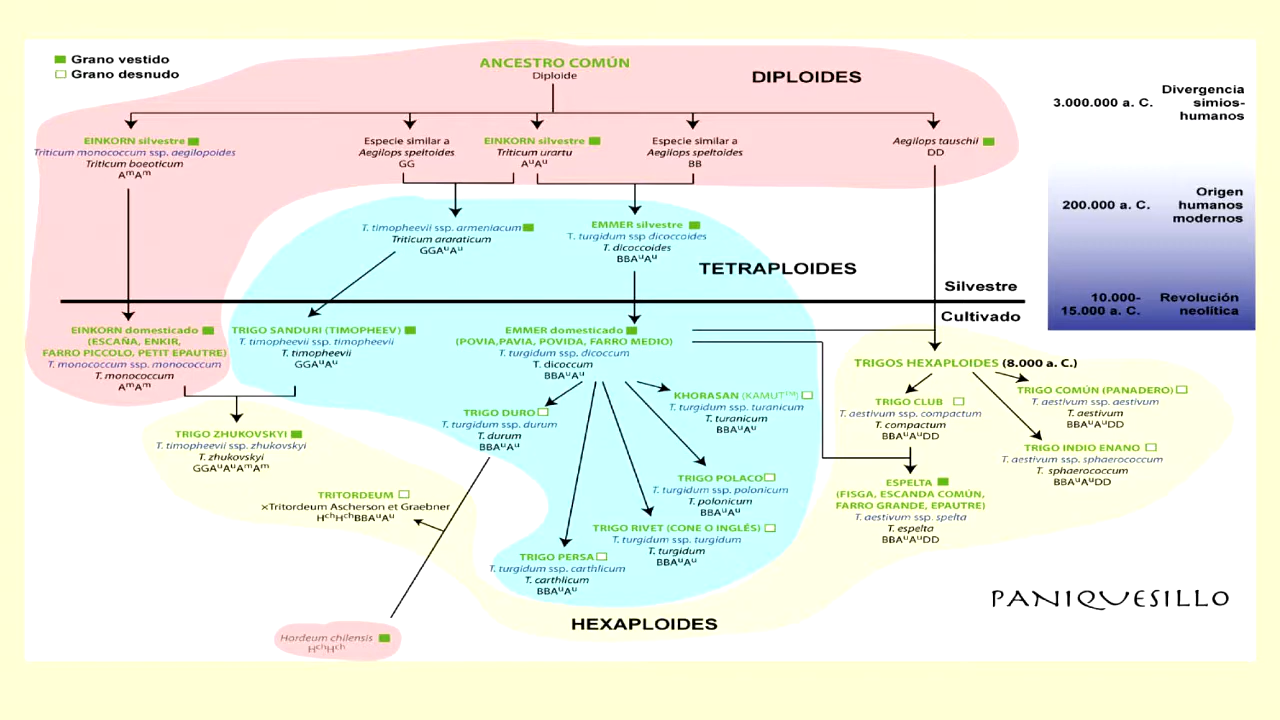 Grano vestido
Grano desnudo
ANCESTRO COMÚN
Diploide
DIPLOIDES
EINKORN silvestre
Triticum monococcum ssp. aegilopoides
Triticum boeoticum
AᵐAᵐ
Especie similar a
Aegilops speltoides
GG
EINKORN silvestre
Triticum urartu
AᵘAᵘ
Especie similar a
Aegilops speltoides
BB
Aegilops tauschii
DD
3.000.000 a. C.
Divergencia
simios-
humanos
200.000 a. C.
Origen
humanos
modernos
10.000-
15.000 a. C.
Revolución
neolítica
T. timopheevii ssp. armeniacum
Triticum araraticum
GGAᵘAᵘ
EMMER silvestre
T. turgidum ssp dicoccoides
T. dicoccoides
BBAᵘAᵘ
TETRAPLOIDES
Silvestre
Cultivado
EINKORN domesticado
(ESCAÑA, ENKIR,
FARRO PICCOLO, PETIT EPAUTRE)
T. monococcum ssp. monococcum
T. monococcum
AᵐAᵐ
TRIGO SANDURI (TIMOPHEEV)
T. timopheevii ssp. timopheevii
T. timopheevii
GGAᵘAᵘ
EMMER domesticado
(POVIA,PAVIA, POVIDA, FARRO MEDIO)
T. turgidum ssp. dicoccum
T. dicoccum
BBAᵘAᵘ
TRIGOS HEXAPLOIDES (8.000 a. C.)
TRIGO CLUB
T. aestivum ssp. compactum
T. compactum
BBAᵘAᵘDD
TRIGO COMÚN (PANADERO)
T. aestivum ssp. aestivum
T. aestivum
BBAᵘAᵘDD
TRIGO INDIO ENANO
T. aestivum ssp. sphaerococcum
T. sphaerococcum
BBAᵘAᵘDD
KHORASAN (KAMUT™)
T. turgidum ssp. turanicum
T. turanicum
BBAᵘAᵘ
TRIGO DURO
T. turgidum ssp. durum
T. durum
BBAᵘAᵘ
TRIGO ZHUKOVSKYI
T. timopheevii ssp. zhukovskyi
T. zhukovskyi
GGAᵘAᵘAᵐAᵐ
TRIGO POLACO
T. turgidum ssp. polonicum
T. polonicum
BBAᵘAᵘ
ESPELTA
(FISGA, ESCANDA COMÚN,
FARRO GRANDE, EPAUTRE)
T. aestivum ssp. spelta
T. espelta
BBAᵘAᵘDD
TRITORDEUM
×Tritordeum Ascherson et Graebner
HᶜʰHᶜʰBBAᵘAᵘ
TRIGO RIVET (CONE O INGLÉS)
T. turgidum ssp. turgidum
T. turgidum
BBAᵘAᵘ
TRIGO PERSA
T. turgidum ssp. carthlicum
T. carthlicum
BBAᵘAᵘ
PANIQUESILLO
HEXAPLOIDES
Hordeum chilensis
HᶜʰHᶜʰ